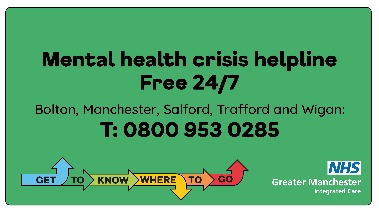 Mental health crisis helpline
Free 24/7
Bolton, Manchester, Salford, Trafford and Wigan:
T: 0800 953 0285
GET TO KNOW WHERE TO GO
NHS
Greater Manchester
Integrated Care